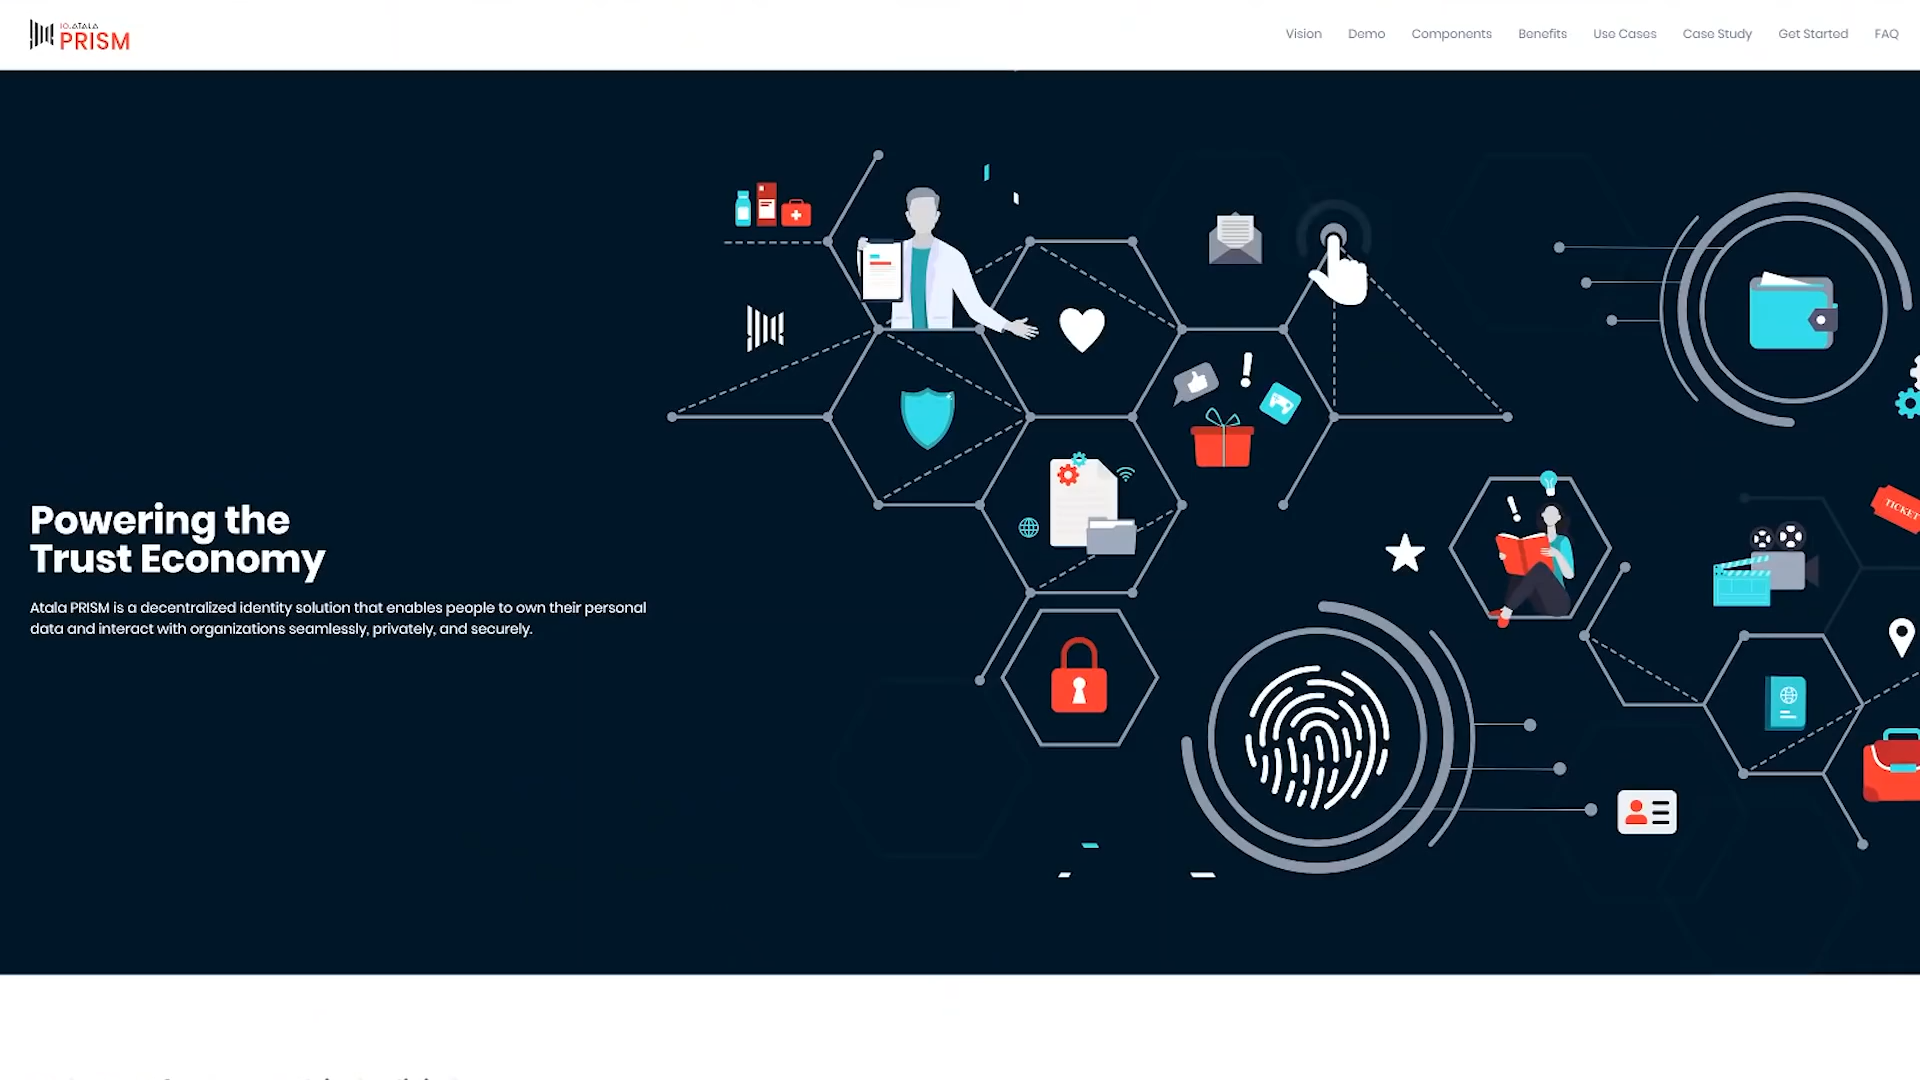 IO.ATALA
PRISM
Vision
Demo
Components
Benefits
Use Cases
Case Study
Get Started
FAQ
TICKET
Powering the
Trust Economy
Atala PRISM is a decentralized identity solution that enables people to own their personal
data and interact with organizations seamlessly, privately, and securely.